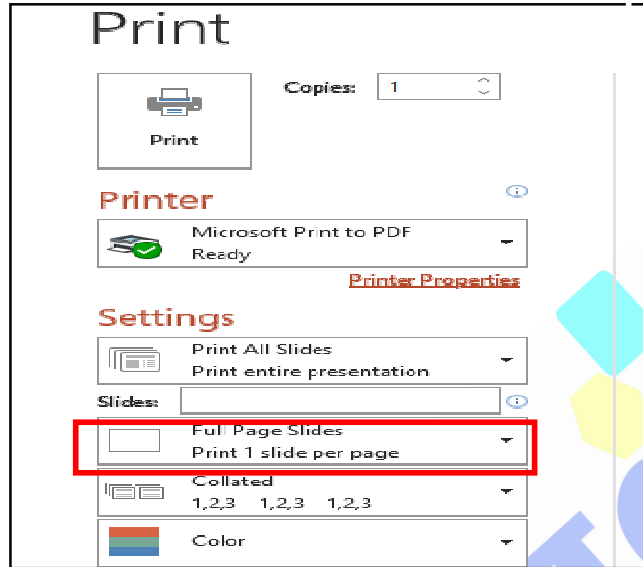 Print
Copies: 1
Print
Printer
Microsoft Print to PDF
Ready
Printer Properties
Settings
Print All Slides
Print entire presentation
Slides:
Full Page Slides
Print 1 slide per page
Collated
1,2,3 1,2,3 1,2,3
Color